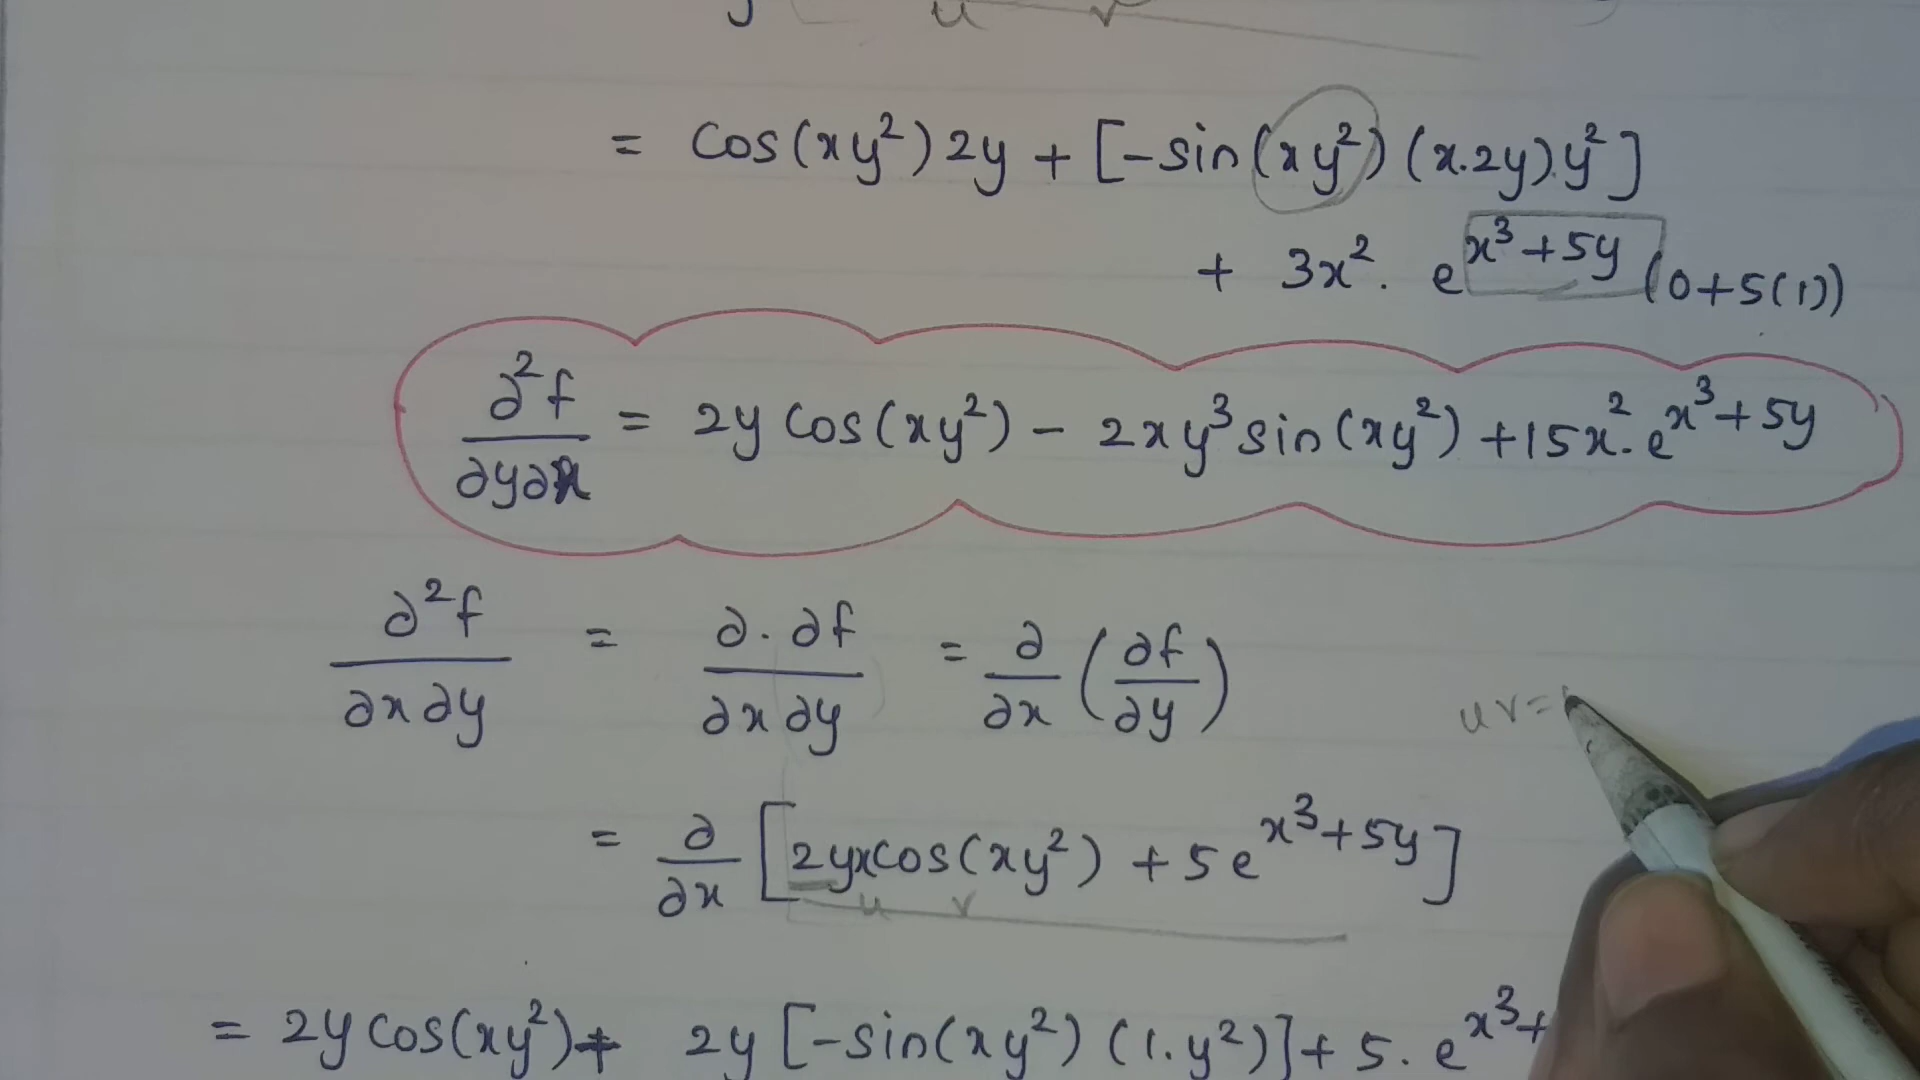 u v
= cos(xy²) 2y + [-sin(xy²) (x.2y).y²]
+ 3x². e^(x³+5y) (0+5(1))
∂²f/∂y∂x = 2y cos(xy²) - 2xy³ sin(xy²) + 15x². e^(x³+5y)
∂²f/∂x∂y = ∂.∂f/∂x∂y = ∂/∂x (∂f/∂y)
uv=
= ∂/∂x [2yxcos(xy²) + 5e^(x³+5y)]
u v
= 2y cos(xy²)+ 2y [-sin(xy²) (1.y²)]+ 5. e^(x³+